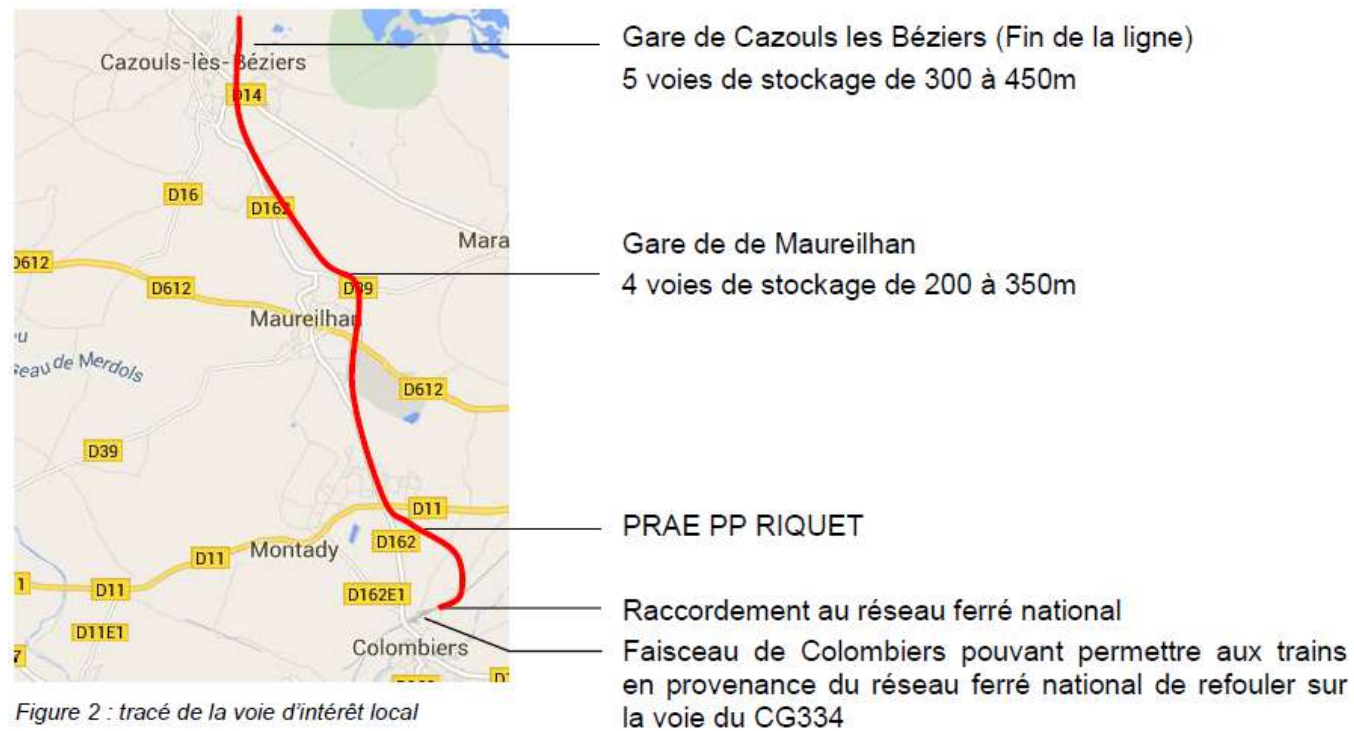 Gare de Cazouls les Béziers (Fin de la ligne)
5 voies de stockage de 300 à 450m
Cazouls-lès-Béziers
D14
D16
D162
Mara
Gare de de Maureilhan
4 voies de stockage de 200 à 350m
D612
D612
D39
Maureilhan
eau de Merdols
D612
D39
D11
PRAE PP RIQUET
D162
Montady
D11
1
D11
D162E1
Raccordement au réseau ferré national
D11E1
Colombiers
Faisceau de Colombiers pouvant permettre aux trains
en provenance du réseau ferré national de refouler sur
la voie du CG334
7
Figure 2 : tracé de la voie d'intérêt local